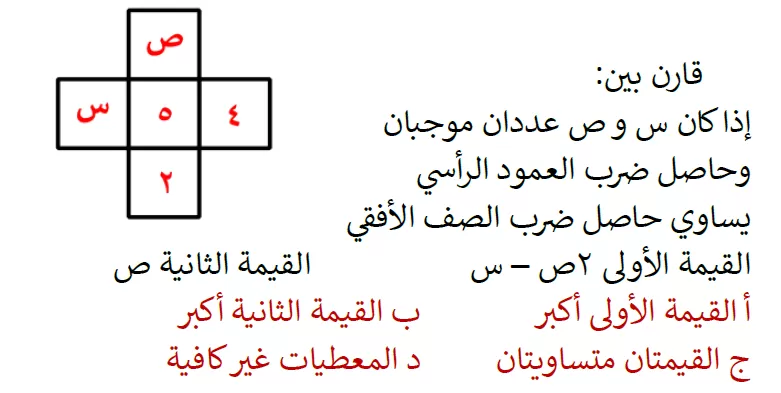 ص
س ٥ ٤
٢
قارن بين:
إذا كان س و ص عددان موجبان
وحاصل ضرب العمود الرأسي
يساوي حاصل ضرب الصف الأفقي
القيمة الأولى ٢ص – س القيمة الثانية ص
أ القيمة الأولى أكبر ب القيمة الثانية أكبر
ج القيمتان متساويتان د المعطيات غير كافية